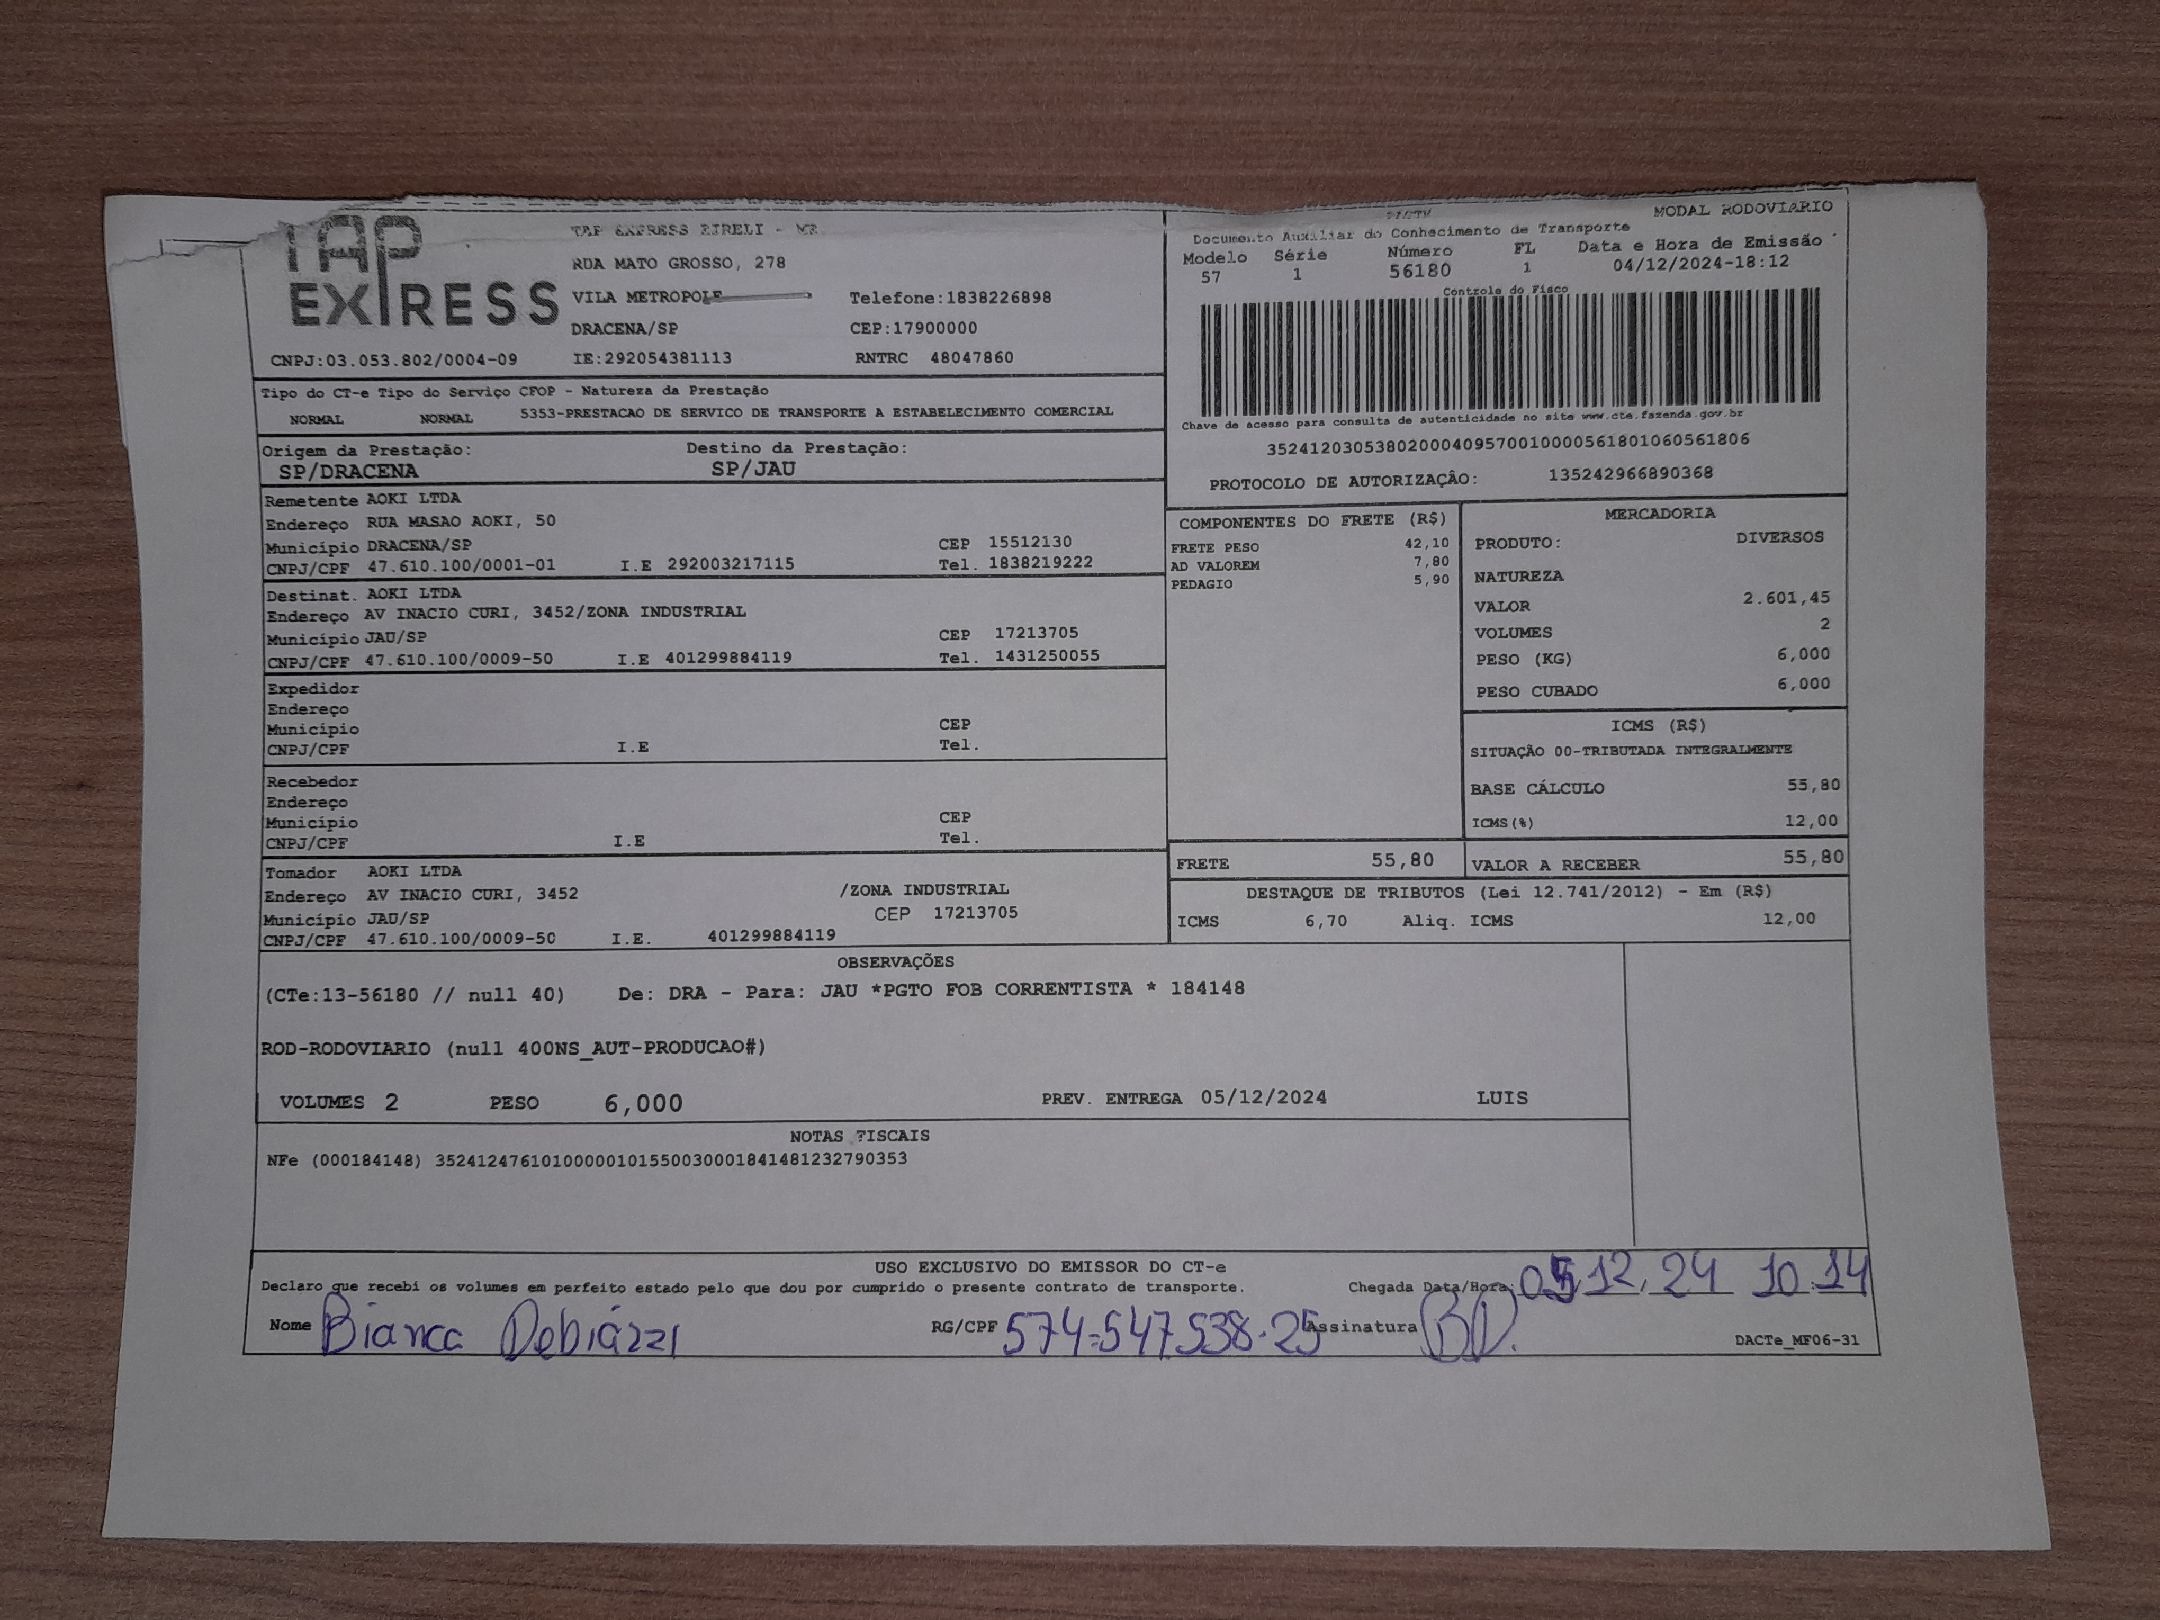 TAP
EXPRESS
TAP EXPRESS EIRELI - ME
RUA MATO GROSSO, 278
VILA METROPOLE Telefone:1838226898
DRACENA/SP CEP:17900000
CNPJ:03.053.802/0004-09 IE:292054381113 RNTRC 48047860
MODAL RODOVIARIO
Documento Auxiliar do Conhecimento de Transporte
Modelo Série Número FL Data e Hora de Emissão
57 1 56180 1 04/12/2024-18:12
Controle do Fisco
Chave de acesso para consulta de autenticidade no site www.cte.fazenda.gov.br
35241203053802000409570010000561801060561806
PROTOCOLO DE AUTORIZAÇÂO: 135242966890368
Tipo do CT-e Tipo do Serviço CFOP - Natureza da Prestação
NORMAL NORMAL 5353-PRESTACAO DE SERVICO DE TRANSPORTE A ESTABELECIMENTO COMERCIAL
Origem da Prestação: Destino da Prestação:
SP/DRACENA SP/JAU
Remetente AOKI LTDA
Endereço RUA MASAO AOKI, 50
Município DRACENA/SP CEP 15512130
CNPJ/CPF 47.610.100/0001-01 I.E 292003217115 Tel. 1838219222
Destinat. AOKI LTDA
Endereço AV INACIO CURI, 3452/ZONA INDUSTRIAL
Município JAU/SP CEP 17213705
CNPJ/CPF 47.610.100/0009-50 I.E 401299884119 Tel. 1431250055
Expedidor
Endereço
Município CEP
CNPJ/CPF I.E Tel.
Recebedor
Endereço
Município CEP
CNPJ/CPF I.E Tel.
Tomador AOKI LTDA
Endereço AV INACIO CURI, 3452 /ZONA INDUSTRIAL
Município JAU/SP CEP 17213705
CNPJ/CPF 47.610.100/0009-50 I.E. 401299884119
COMPONENTES DO FRETE (R$)
FRETE PESO 42,10
AD VALOREM 7,80
PEDAGIO 5,90
MERCADORIA
PRODUTO: DIVERSOS
NATUREZA
VALOR 2.601,45
VOLUMES 2
PESO (KG) 6,000
PESO CUBADO 6,000
ICMS (R$)
SITUAÇÃO 00-TRIBUTADA INTEGRALMENTE
BASE CÁLCULO 55,80
ICMS(%) 12,00
FRETE 55,80 VALOR A RECEBER 55,80
DESTAQUE DE TRIBUTOS (Lei 12.741/2012) - Em (R$)
ICMS 6,70 Aliq. ICMS 12,00
OBSERVAÇÕES
(CTe:13-56180 // null 40) De: DRA - Para: JAU *PGTO FOB CORRENTISTA * 184148
ROD-RODOVIARIO (null 400NS_AUT-PRODUCAO#)
VOLUMES 2 PESO 6,000 PREV. ENTREGA 05/12/2024 LUIS
NOTAS FISCAIS
NFe (000184148) 35241247610100000101550030001841481232790353
USO EXCLUSIVO DO EMISSOR DO CT-e
Declaro que recebi os volumes em perfeito estado pelo que dou por cumprido o presente contrato de transporte. Chegada Data/Hora: 05.12.24 10.14
Nome Bianca Debiázzi RG/CPF 574-547.538-25 Assinatura BD.
DACTe_MF06-31